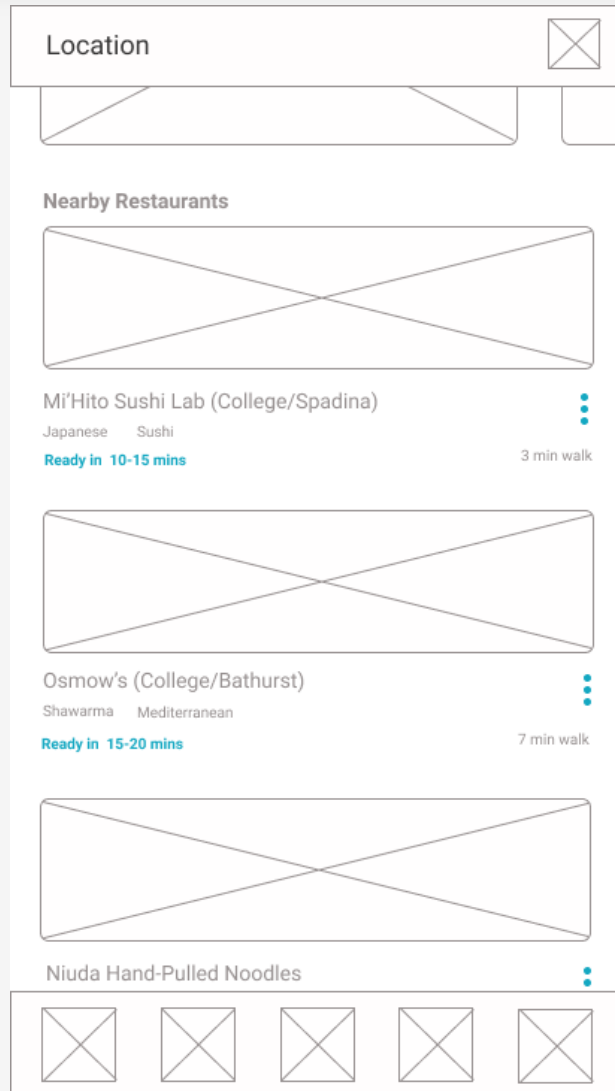 Location
Nearby Restaurants
Mi'Hito Sushi Lab (College/Spadina)
Japanese Sushi
Ready in 10-15 mins
3 min walk
Osmow's (College/Bathurst)
Shawarma Mediterranean
Ready in 15-20 mins
7 min walk
Niuda Hand-Pulled Noodles